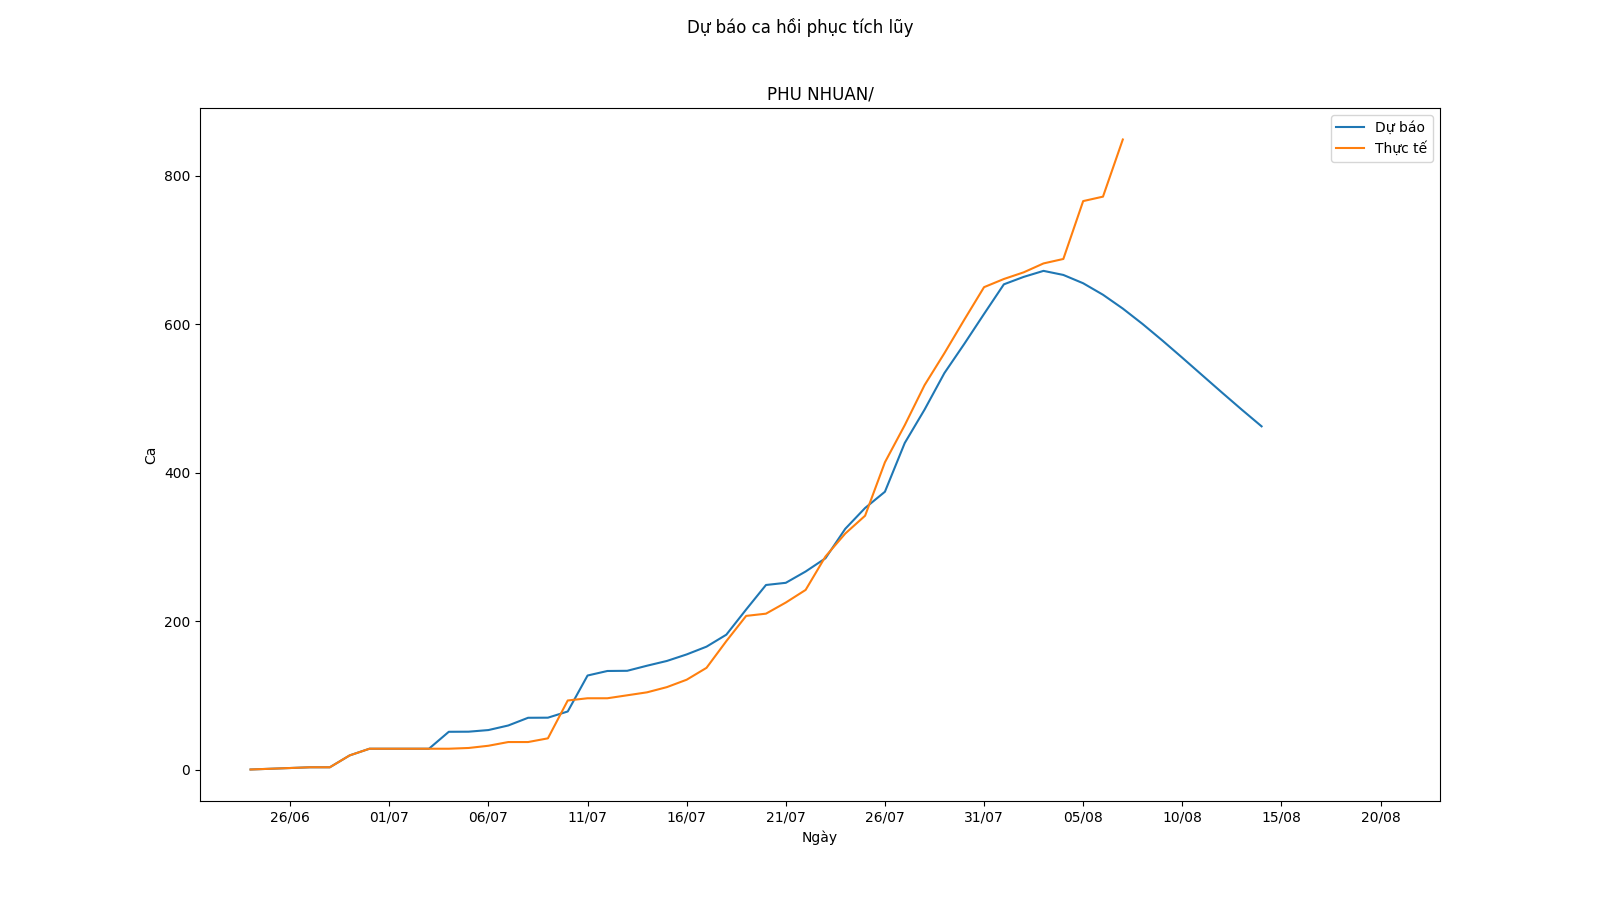 Dự báo ca hồi phục tích lũy
PHU NHUAN/
Dự báo
Thực tế
800
600
400
200
0
Ca
26/06 01/07 06/07 11/07 16/07 21/07 26/07 31/07 05/08 10/08 15/08 20/08
Ngày